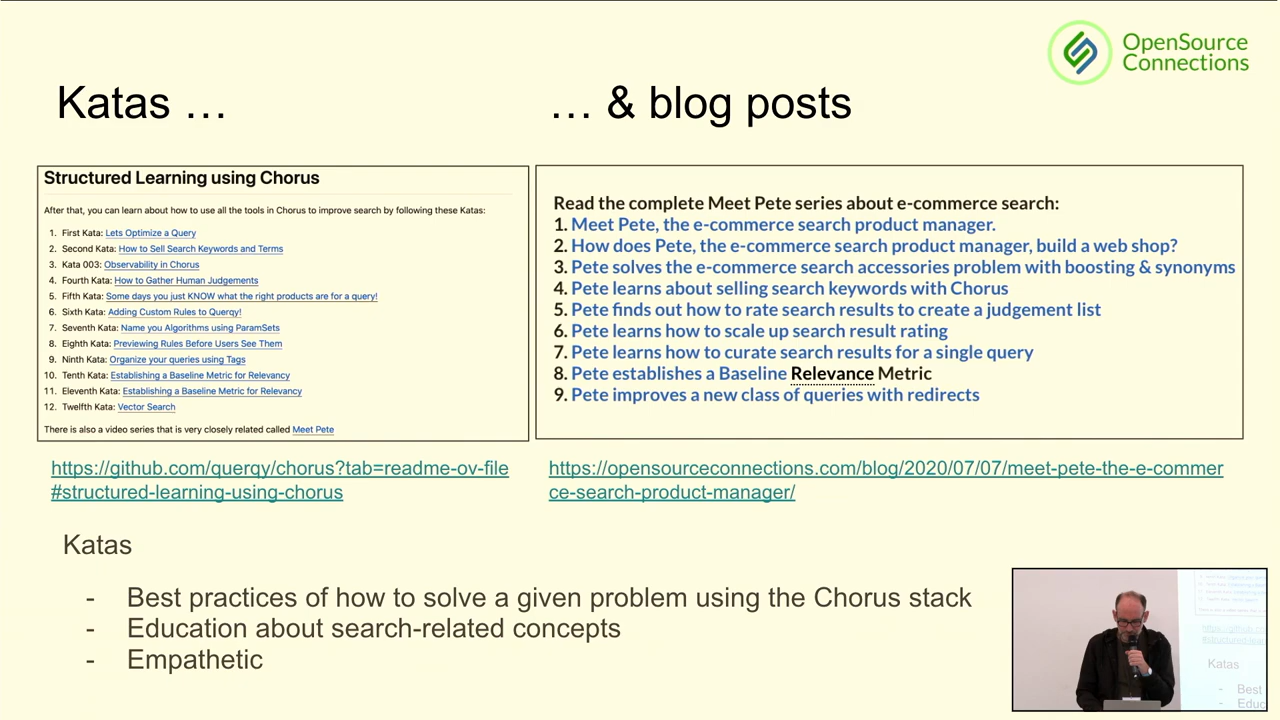 OpenSource
Connections
Katas …
… & blog posts
Structured Learning using Chorus
After that, you can learn about how to use all the tools in Chorus to improve search by following these Katas:
1. First Kata: Lets Optimize a Query
2. Second Kata: How to Sell Search Keywords and Terms
3. Kata 003: Observability in Chorus
4. Fourth Kata: How to Gather Human Judgements
5. Fifth Kata: Some days you just KNOW what the right products are for a query!
6. Sixth Kata: Adding Custom Rules to Querqy!
7. Seventh Kata: Name you Algorithms using ParamSets
8. Eighth Kata: Previewing Rules Before Users See Them
9. Ninth Kata: Organize your queries using Tags
10. Tenth Kata: Establishing a Baseline Metric for Relevancy
11. Eleventh Kata: Establishing a Baseline Metric for Relevancy
12. Twelfth Kata: Vector Search
There is also a video series that is very closely related called Meet Pete
Read the complete Meet Pete series about e-commerce search:
1. Meet Pete, the e-commerce search product manager.
2. How does Pete, the e-commerce search product manager, build a web shop?
3. Pete solves the e-commerce search accessories problem with boosting & synonyms
4. Pete learns about selling search keywords with Chorus
5. Pete finds out how to rate search results to create a judgement list
6. Pete learns how to scale up search result rating
7. Pete learns how to curate search results for a single query
8. Pete establishes a Baseline Relevance Metric
9. Pete improves a new class of queries with redirects
https://github.com/querqy/chorus?tab=readme-ov-file
#structured-learning-using-chorus
https://opensourceconnections.com/blog/2020/07/07/meet-pete-the-e-commer
ce-search-product-manager/
Katas
- Best practices of how to solve a given problem using the Chorus stack
- Education about search-related concepts
- Empathetic
Katas
- Best
- Educ